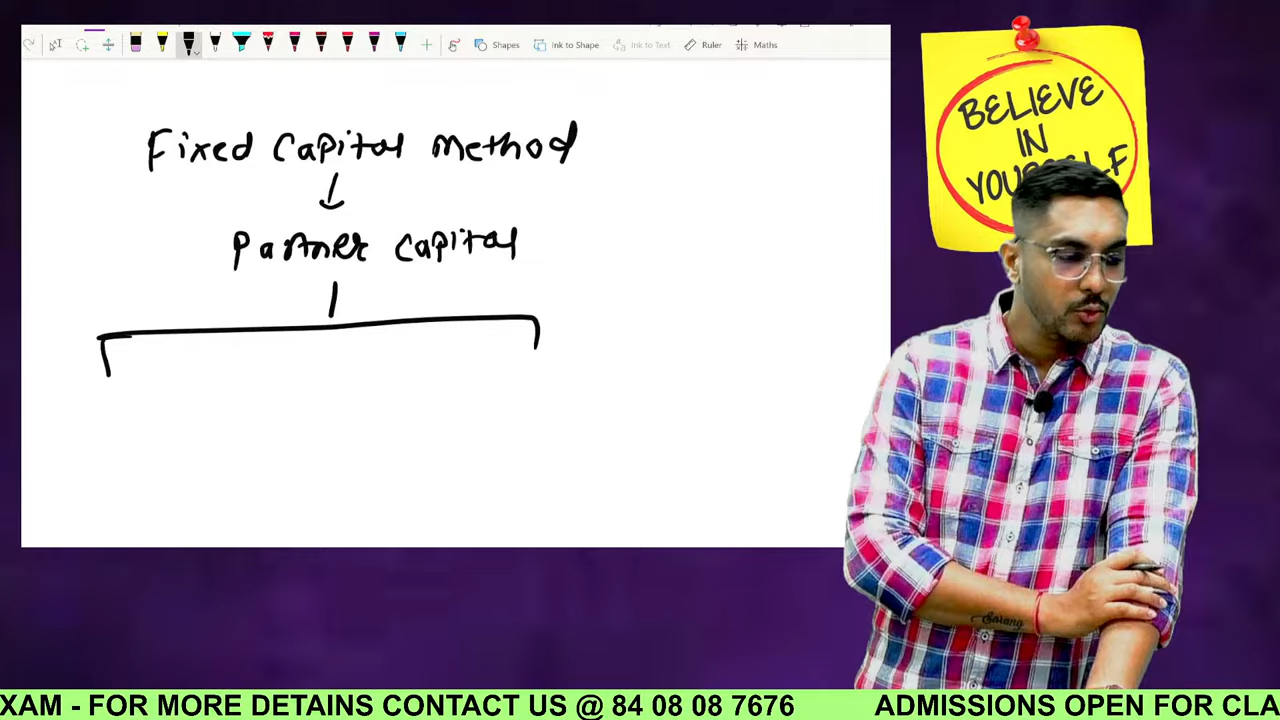 Shapes Ink to Shape Ink to Text Ruler Maths
Fixed Capital Method
Partner Capital
BELIEVE
IN
Sarang
XAM - FOR MORE DETAINS CONTACT US @ 84 08 08 7676 ADMISSIONS OPEN FOR CLA